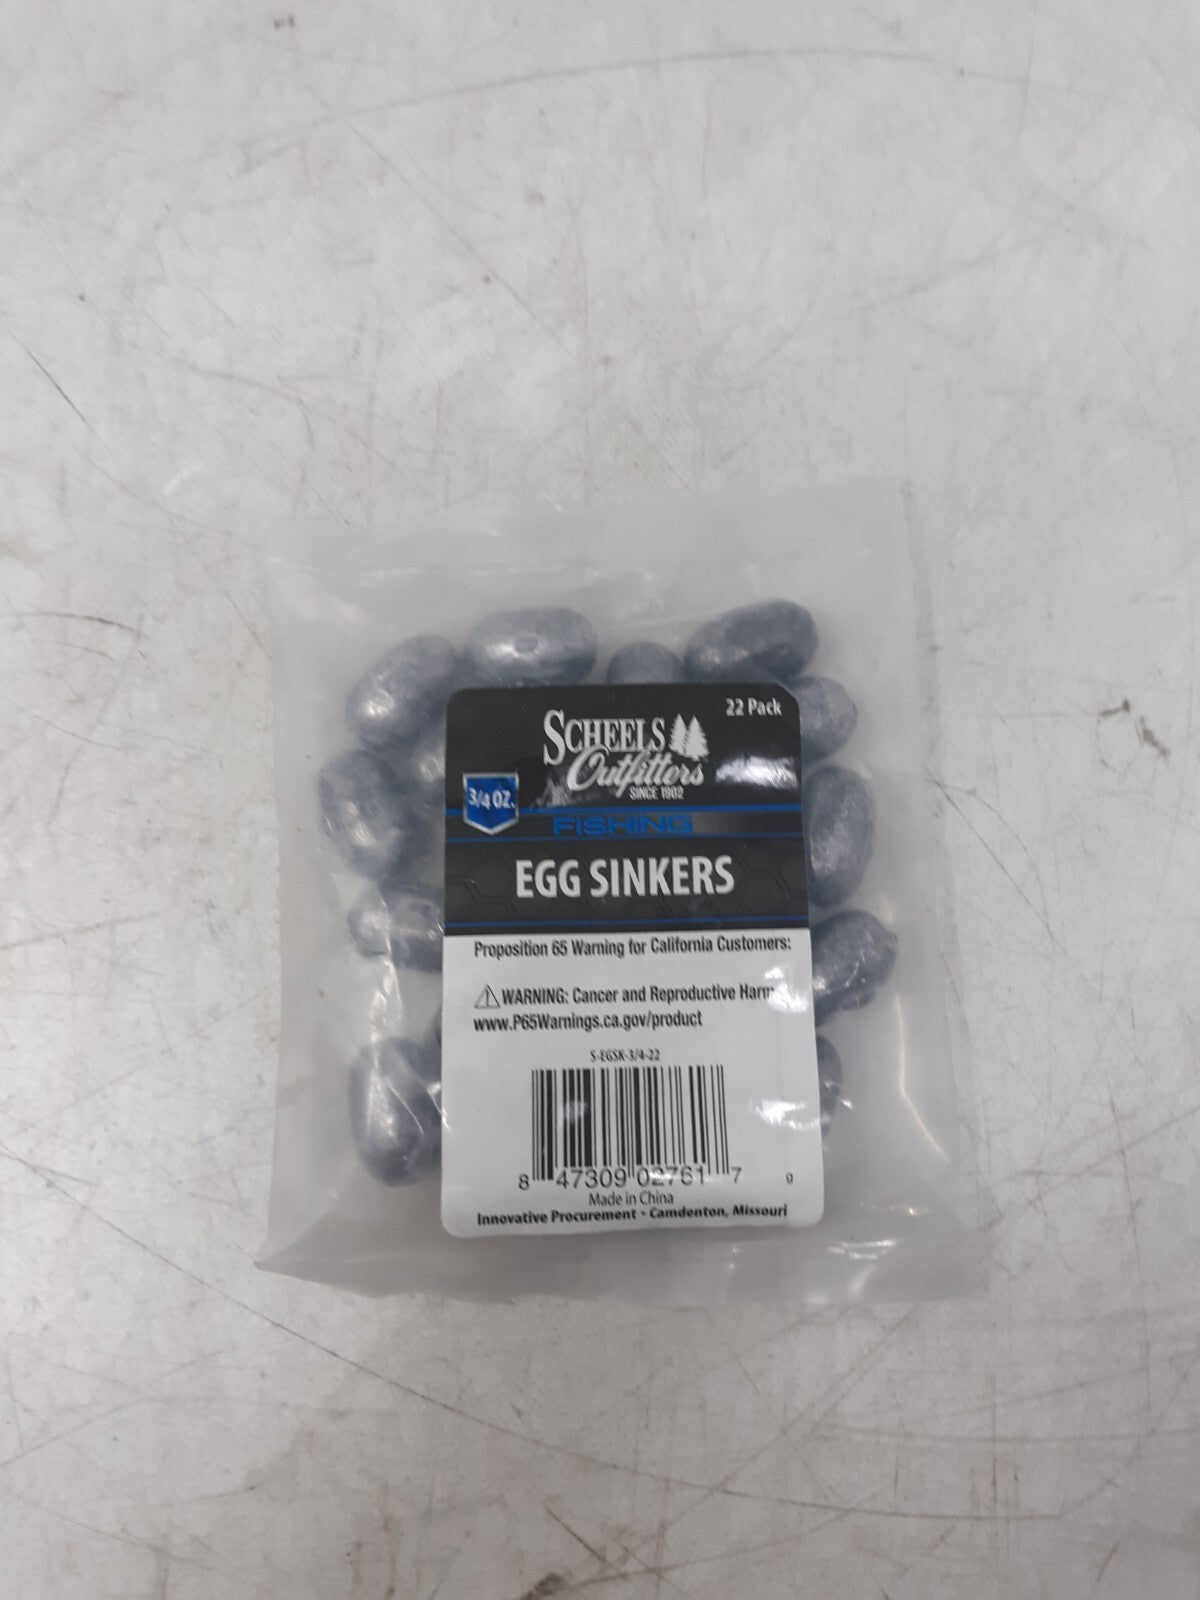 22 Pack
SCHEELS
Outfitters
SINCE 1902
3/4 OZ.
FISHING
EGG SINKERS
Proposition 65 Warning for California Customers:
WARNING: Cancer and Reproductive Harm
www.P65Warnings.ca.gov/product
S-EGSK-3/4-22
8 47309 02761 7
g
Made in China
Innovative Procurement - Camdenton, Missouri